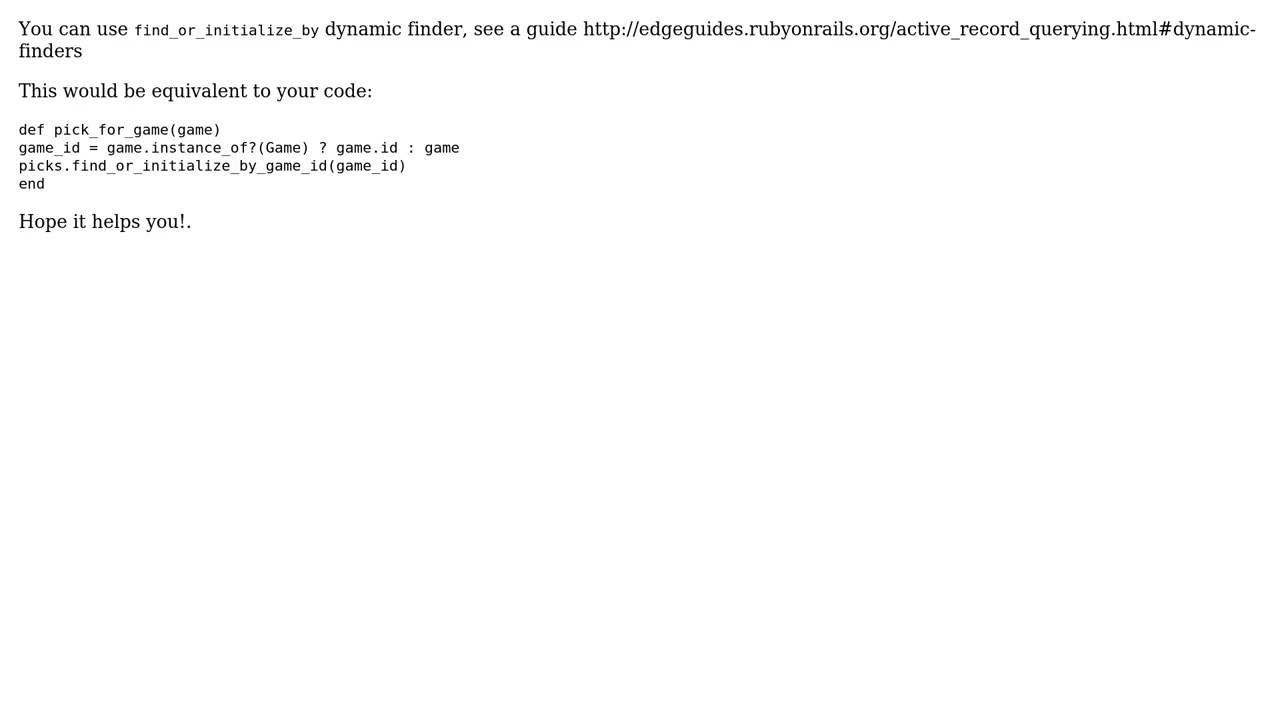 You can use find_or_initialize_by dynamic finder, see a guide http://edgeguides.rubyonrails.org/active_record_querying.html#dynamic-
finders
This would be equivalent to your code:
def pick_for_game(game)
game_id = game.instance_of?(Game) ? game.id : game
picks.find_or_initialize_by_game_id(game_id)
end
Hope it helps you!.